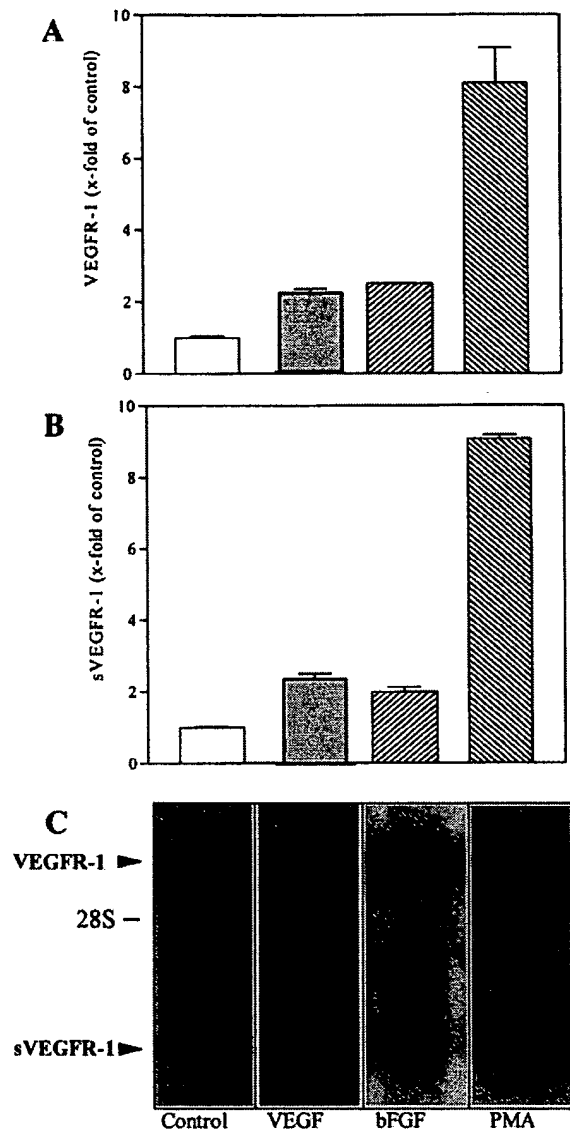 A
VEGFR-1 (x-fold of control)
10
8
6
4
2
0
B
sVEGFR-1 (x-fold of control)
10
8
6
4
2
0
C
VEGFR-1
28S
sVEGFR-1
Control VEGF bFGF PMA